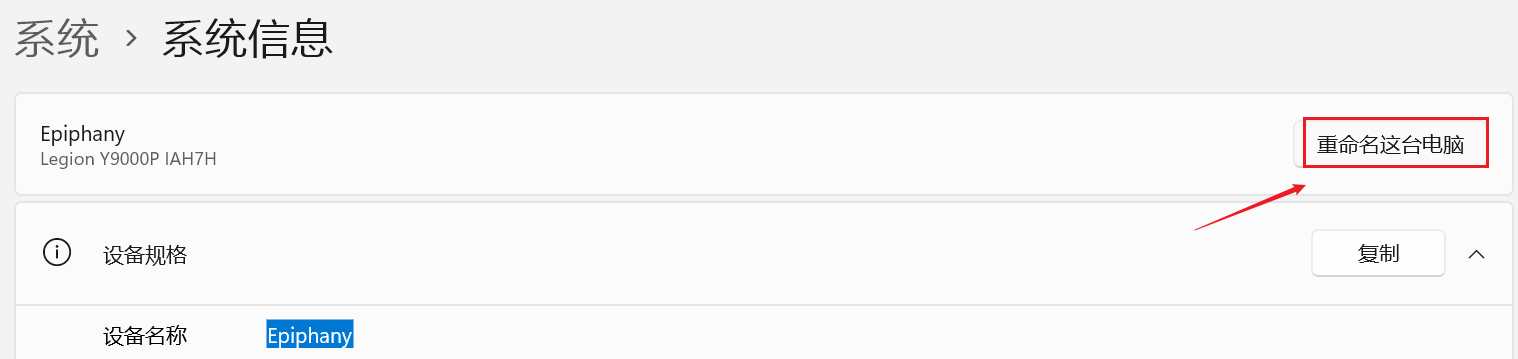 系统 › 系统信息
Epiphany
Legion Y9000P IAH7H
重命名这台电脑
设备规格
复制
设备名称 Epiphany